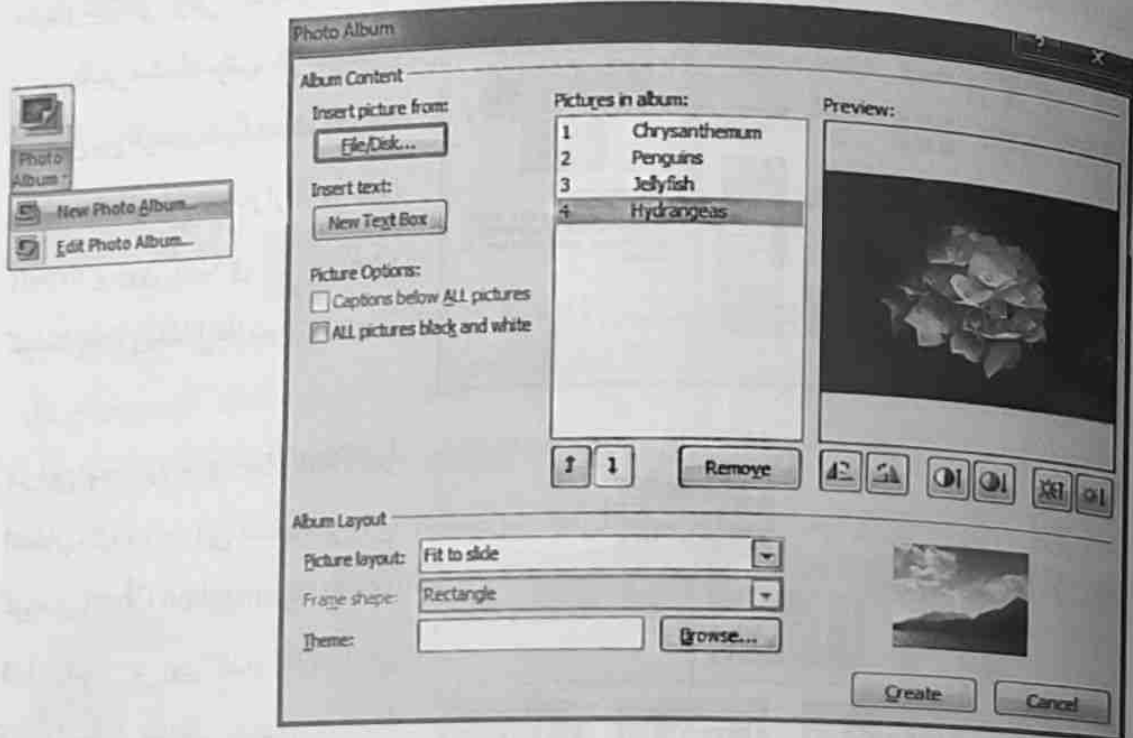 Photo
Album
New Photo Album...
Edit Photo Album...
Photo Album
? X
Album Content
Insert picture from:
File/Disk...
Insert text:
New Text Box
Picture Options:
Captions below ALL pictures
ALL pictures black and white
Pictures in album:
1 Chrysanthemum
2 Penguins
3 Jellyfish
4 Hydrangeas
Remove
Preview:
Album Layout
Picture layout: Fit to slide
Frame shape: Rectangle
Theme:
Browse...
Create
Cancel